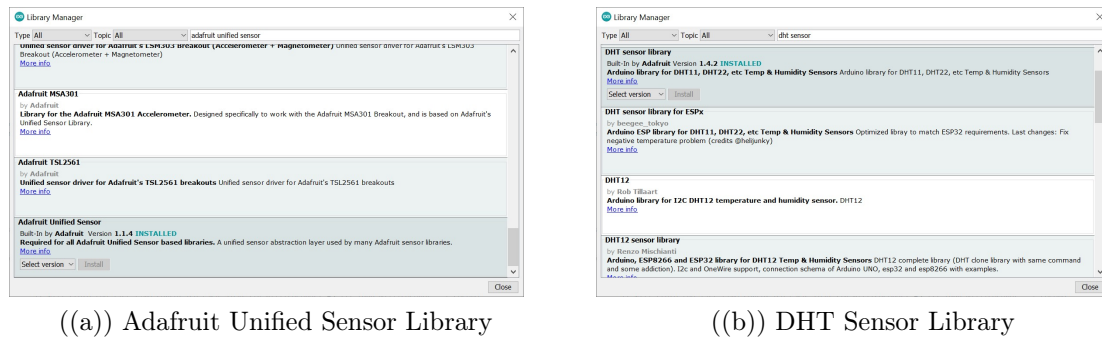 Library Manager
Type All Topic All adafruit unified sensor
Unified sensor driver for Adafruit's LSM303 Breakout (Accelerometer + Magnetometer) Unified sensor driver for Adafruit's LSM303
Breakout (Accelerometer + Magnetometer)
More info
Adafruit MSA301
by Adafruit
Library for the Adafruit MSA301 Accelerometer. Designed specifically to work with the Adafruit MSA301 Breakout, and is based on Adafruit's
Unified Sensor Library.
More info
Adafruit TSL2561
by Adafruit
Unified sensor driver for Adafruit's TSL2561 breakouts Unified sensor driver for Adafruit's TSL2561 breakouts
More info
Adafruit Unified Sensor
Built-In by Adafruit Version 1.1.4 INSTALLED
Required for all Adafruit Unified Sensor based libraries. A unified sensor abstraction layer used by many Adafruit sensor libraries.
More info
Select version Install
Close
((a)) Adafruit Unified Sensor Library
Library Manager
Type All Topic All dht sensor
DHT sensor library
Built-In by Adafruit Version 1.4.2 INSTALLED
Arduino library for DHT11, DHT22, etc Temp & Humidity Sensors Arduino library for DHT11, DHT22, etc Temp & Humidity Sensors
More info
Select version Install
DHT sensor library for ESPx
by beegee_tokyo
Arduino ESP library for DHT11, DHT22, etc Temp & Humidity Sensors Optimized libray to match ESP32 requirements. Last changes: Fix
negative temperature problem (credits @helijunky)
More info
DHT12
by Rob Tillaart
Arduino library for I2C DHT12 temperature and humidity sensor. DHT12
More info
DHT12 sensor library
by Renzo Mischianti
Arduino, ESP8266 and ESP32 library for DHT12 Temp & Humidity Sensors DHT12 complete library (DHT clone library with same command
and some addiction). I2c and OneWire support, connection schema of Arduino UNO, esp32 and esp8266 with examples.
More info
Close
((b)) DHT Sensor Library